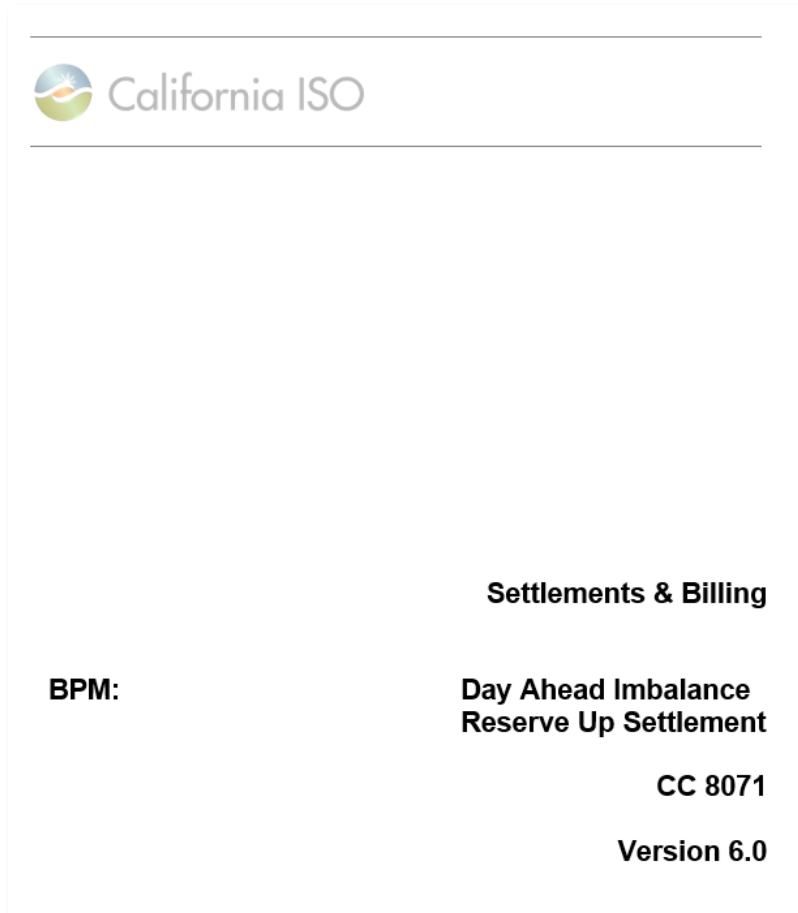 California ISO
Settlements & Billing
BPM: Day Ahead Imbalance
Reserve Up Settlement
CC 8071
Version 6.0